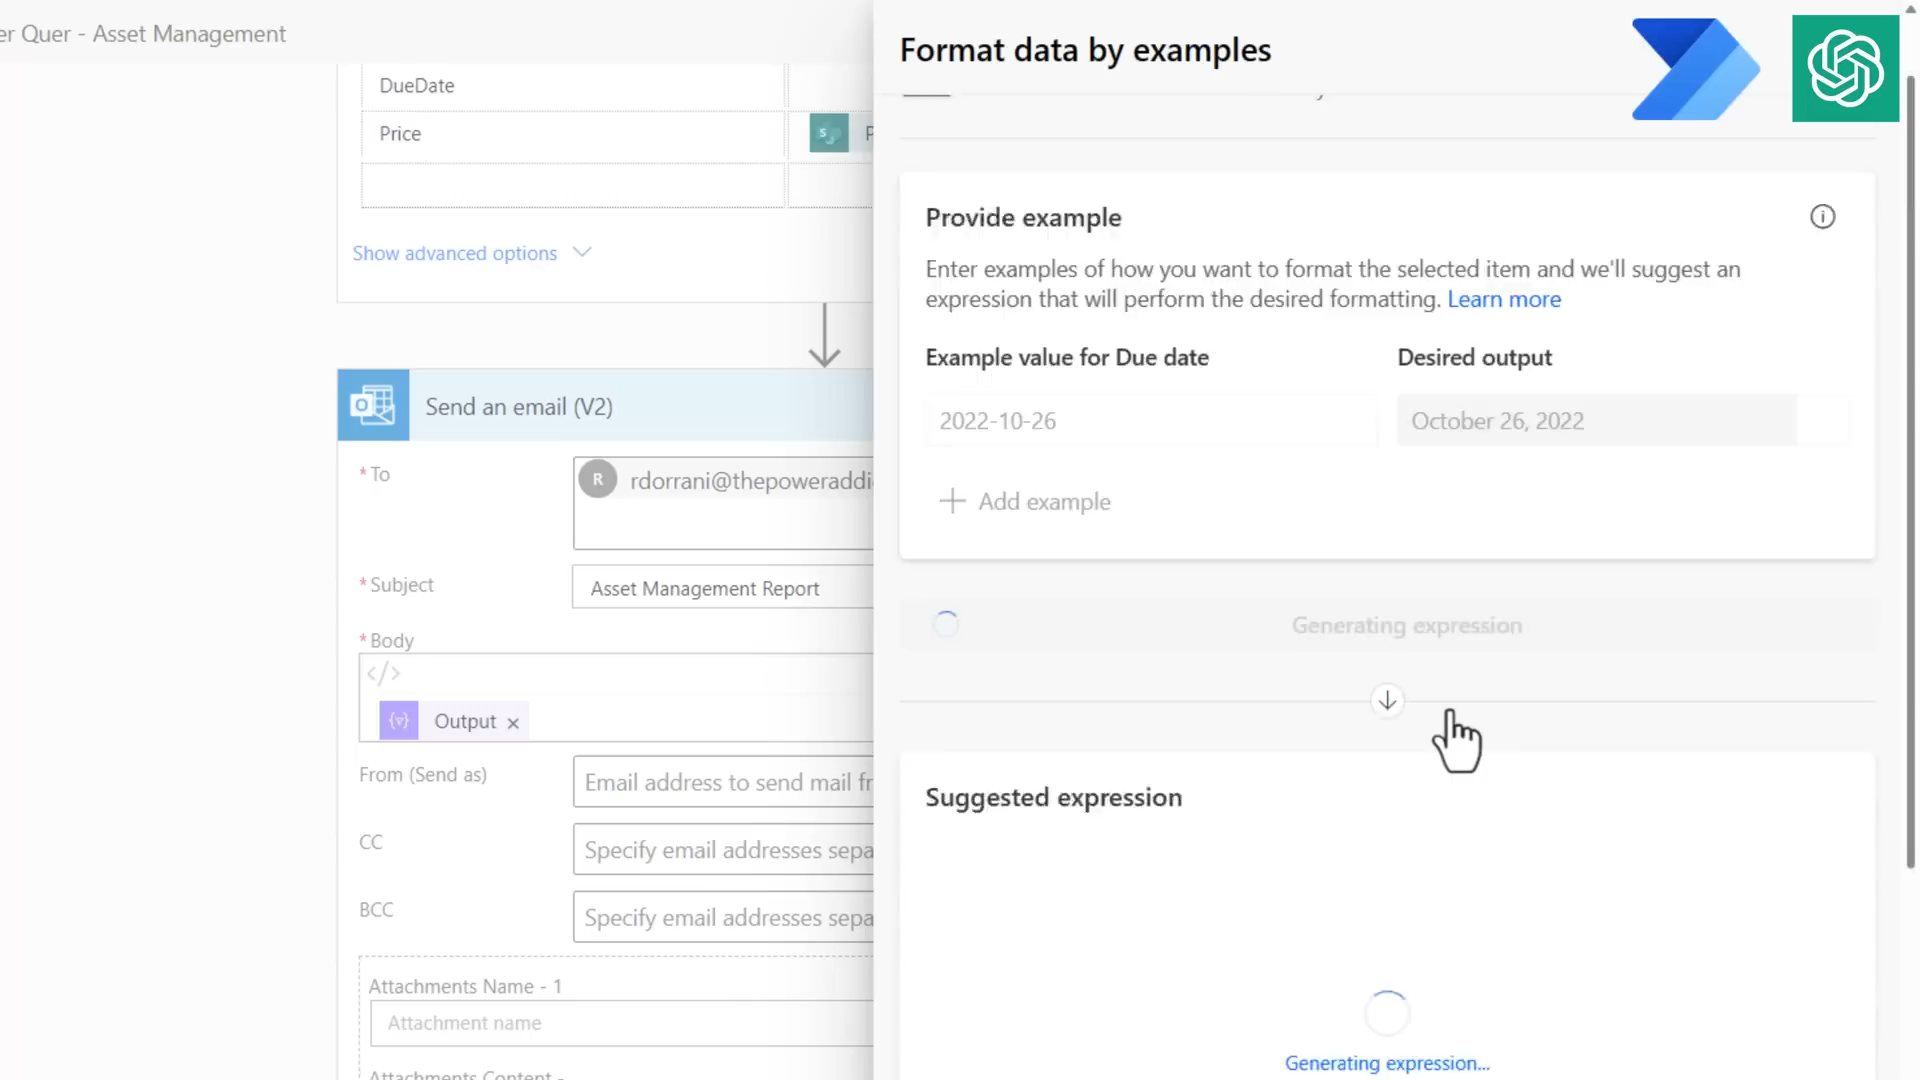 er Quer - Asset Management
DueDate
Price
s
P
Show advanced options
Send an email (V2)
*To
R rdorrani@thepoweraddi
*Subject
Asset Management Report
*Body
</>
{v} Output ×
From (Send as)
Email address to send mail fr
CC
Specify email addresses sepa
BCC
Specify email addresses sepa
Attachments Name - 1
Attachment name
Attachments Content -
Format data by examples
Provide example
Enter examples of how you want to format the selected item and we'll suggest an
expression that will perform the desired formatting. Learn more
Example value for Due date
Desired output
2022-10-26
October 26, 2022
+ Add example
Generating expression
Suggested expression
Generating expression...